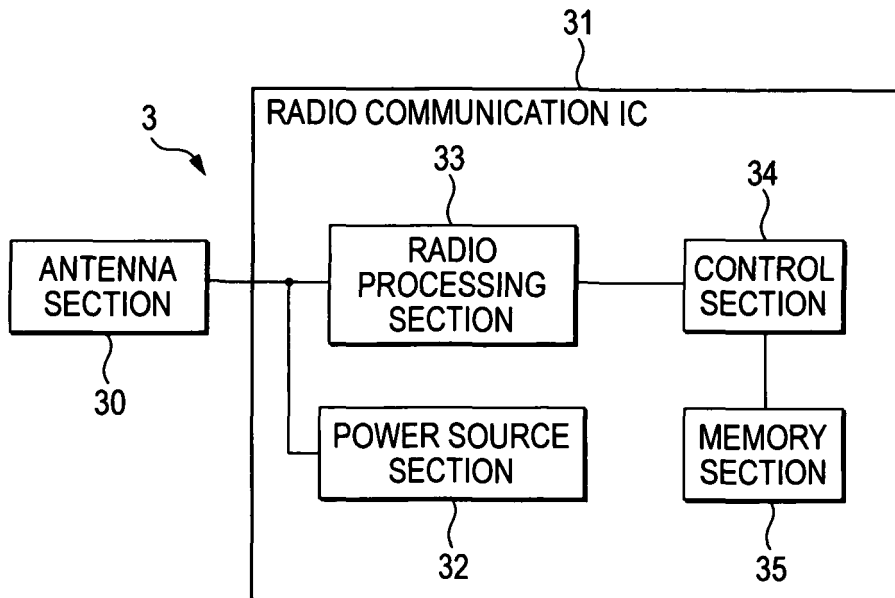 31
RADIO COMMUNICATION IC
3
33
34
ANTENNA
SECTION
RADIO
PROCESSING
SECTION
CONTROL
SECTION
30
POWER SOURCE
SECTION
MEMORY
SECTION
32
35